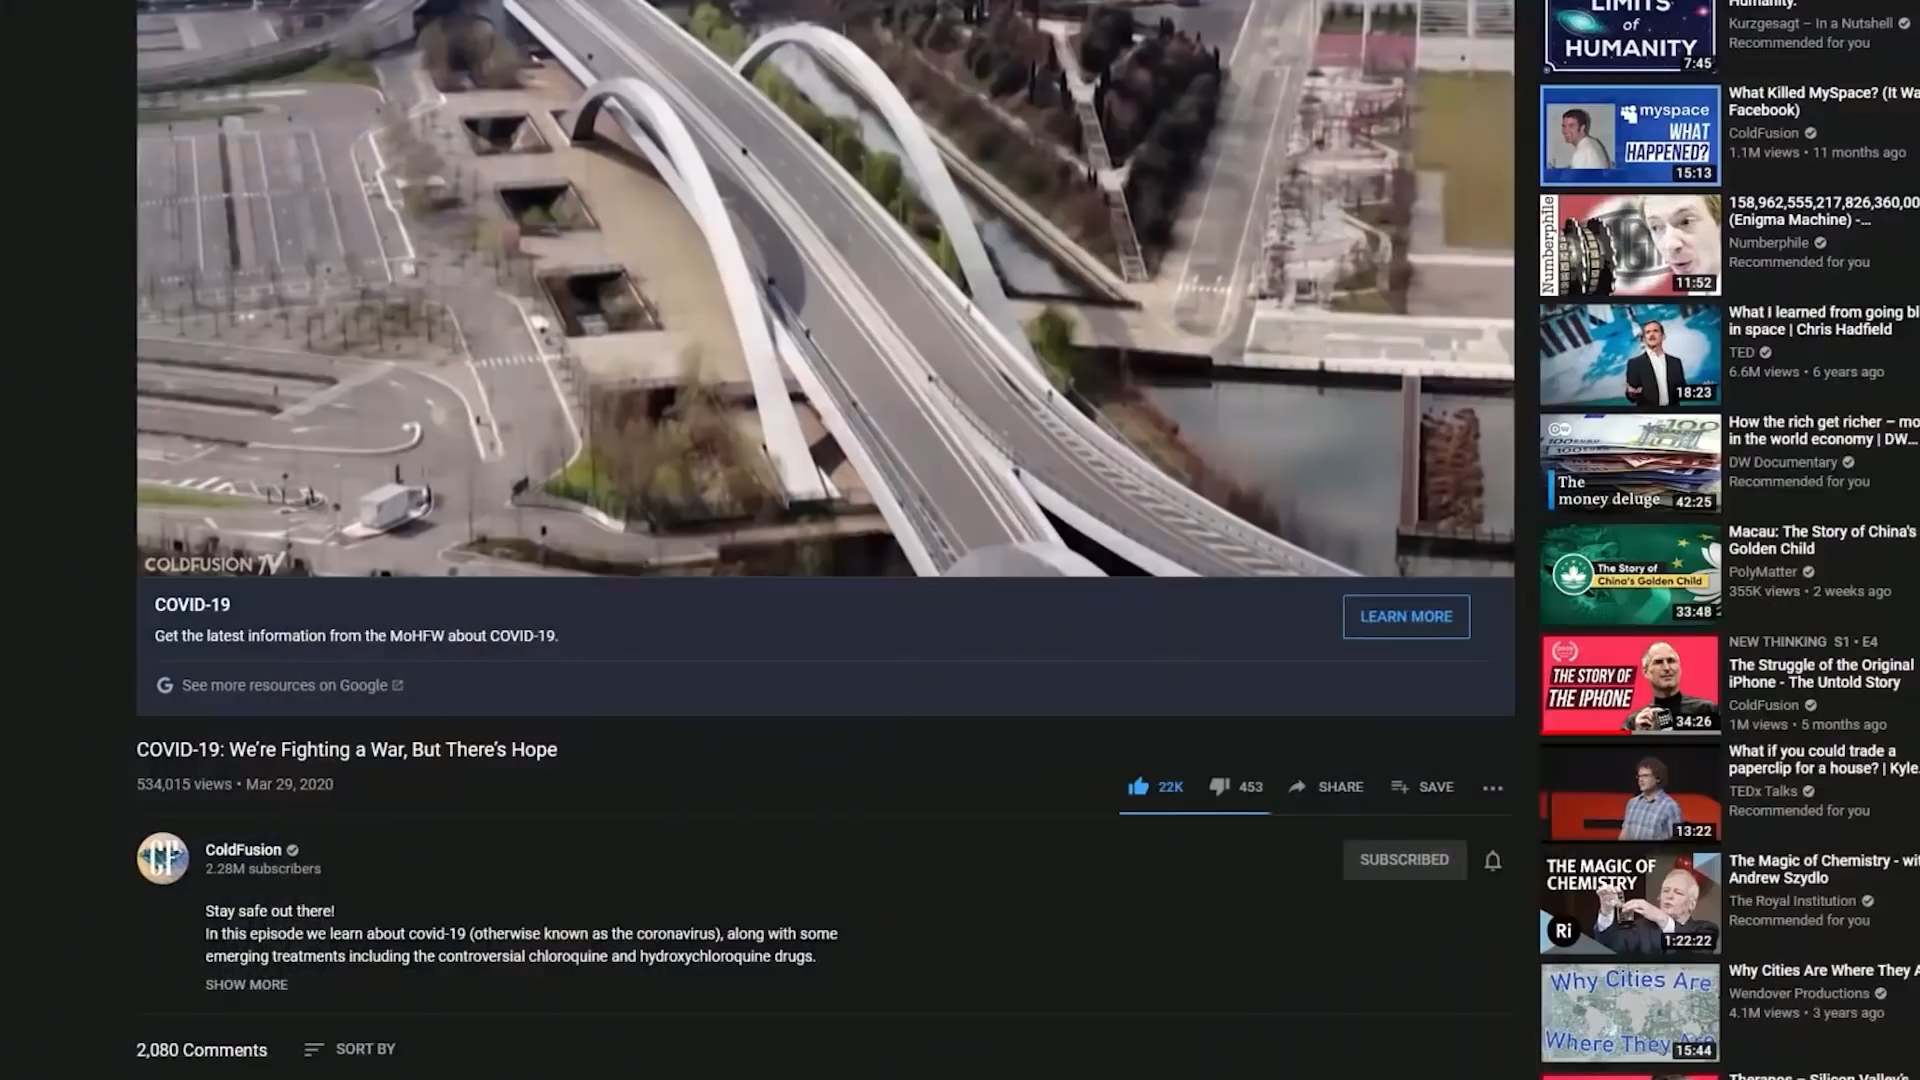 COLDFUSION TV
COVID-19
Get the latest information from the MoHFW about COVID-19.
LEARN MORE
See more resources on Google
COVID-19: We're Fighting a War, But There's Hope
534,015 views • Mar 29, 2020
22K
453
SHARE
SAVE
ColdFusion
2.28M subscribers
SUBSCRIBED
Stay safe out there!
In this episode we learn about covid-19 (otherwise known as the coronavirus), along with some
emerging treatments including the controversial chloroquine and hydroxychloroquine drugs.
SHOW MORE
2,080 Comments
SORT BY
LIMITS
of
HUMANITY
7:45
Humanity.
Kurzgesagt – In a Nutshell
Recommended for you
myspace
WHAT
HAPPENED?
15:13
What Killed MySpace? (It Wa
Facebook)
ColdFusion
1.1M views • 11 months ago
Numberphile
11:52
158,962,555,217,826,360,00
(Enigma Machine) -...
Numberphile
Recommended for you
18:23
What I learned from going bl
in space | Chris Hadfield
TED
6.6M views • 6 years ago
DW
100
The
money deluge
42:25
How the rich get richer – mo
in the world economy | DW...
DW Documentary
Recommended for you
The Story of
China's Golden Child
33:48
Macau: The Story of China's
Golden Child
PolyMatter
355K views • 2 weeks ago
THE STORY OF
THE IPHONE
34:26
NEW THINKING S1 • E4
The Struggle of the Original
iPhone - The Untold Story
ColdFusion
1M views • 5 months ago
13:22
What if you could trade a
paperclip for a house? | Kyle
TEDx Talks
Recommended for you
THE MAGIC OF
CHEMISTRY
Ri
1:22:22
The Magic of Chemistry - wi
Andrew Szydlo
The Royal Institution
Recommended for you
Why Cities Are
Where They Are
15:44
Why Cities Are Where They A
Wendover Productions
4.1M views • 3 years ago
Theranos – Silicon Valley's